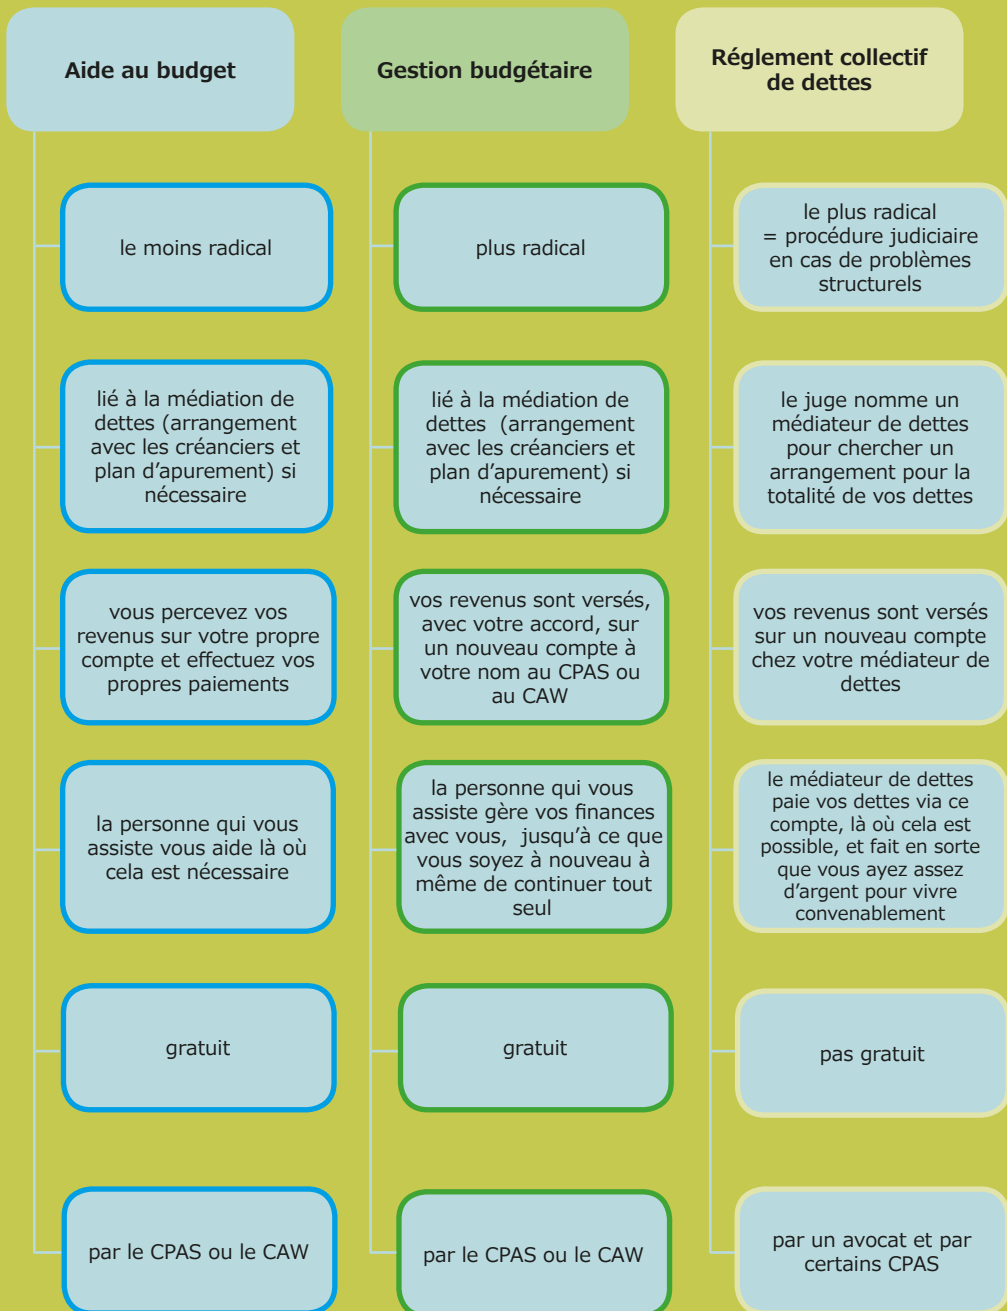 Aide au budget
le moins radical
lié à la médiation de
dettes (arrangement
avec les créanciers et
plan d’apurement) si
nécessaire
vous percevez vos
revenus sur votre propre
compte et effectuez vos
propres paiements
la personne qui vous
assiste vous aide là où
cela est nécessaire
gratuit
par le CPAS ou le CAW
Gestion budgétaire
plus radical
lié à la médiation de
dettes (arrangement
avec les créanciers et
plan d’apurement) si
nécessaire
vos revenus sont versés,
avec votre accord, sur
un nouveau compte à
votre nom au CPAS ou
au CAW
la personne qui vous
assiste gère vos finances
avec vous, jusqu’à ce que
vous soyez à nouveau à
même de continuer tout
seul
gratuit
par le CPAS ou le CAW
Réglement collectif
de dettes
le plus radical
= procédure judiciaire
en cas de problèmes
structurels
le juge nomme un
médiateur de dettes
pour chercher un
arrangement pour la
totalité de vos dettes
vos revenus sont versés
sur un nouveau compte
chez votre médiateur de
dettes
le médiateur de dettes
paie vos dettes via ce
compte, là où cela est
possible, et fait en sorte
que vous ayez assez
d’argent pour vivre
convenablement
pas gratuit
par un avocat et par
certains CPAS